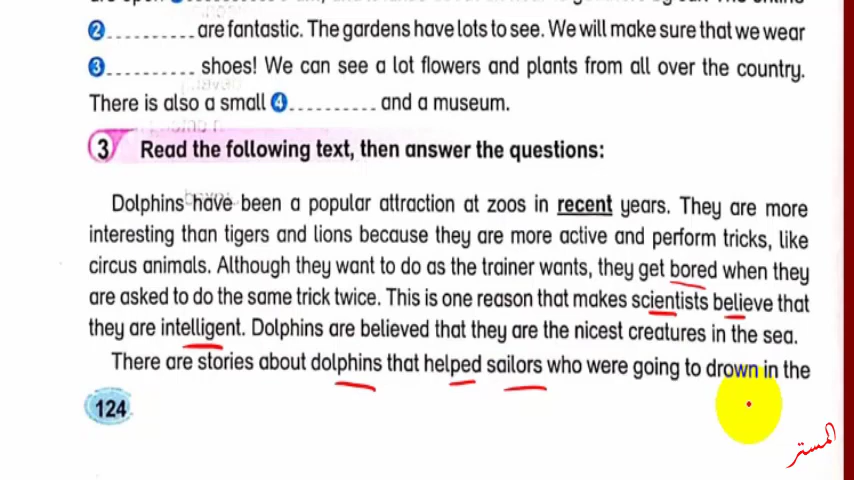 2 .......... are fantastic. The gardens have lots to see. We will make sure that we wear
3 .......... shoes! We can see a lot flowers and plants from all over the country.
There is also a small 4 .......... and a museum.
3 Read the following text, then answer the questions:
Dolphins have been a popular attraction at zoos in recent years. They are more
interesting than tigers and lions because they are more active and perform tricks, like
circus animals. Although they want to do as the trainer wants, they get bored when they
are asked to do the same trick twice. This is one reason that makes scientists believe that
they are intelligent. Dolphins are believed that they are the nicest creatures in the sea.
There are stories about dolphins that helped sailors who were going to drown in the
124
المستر